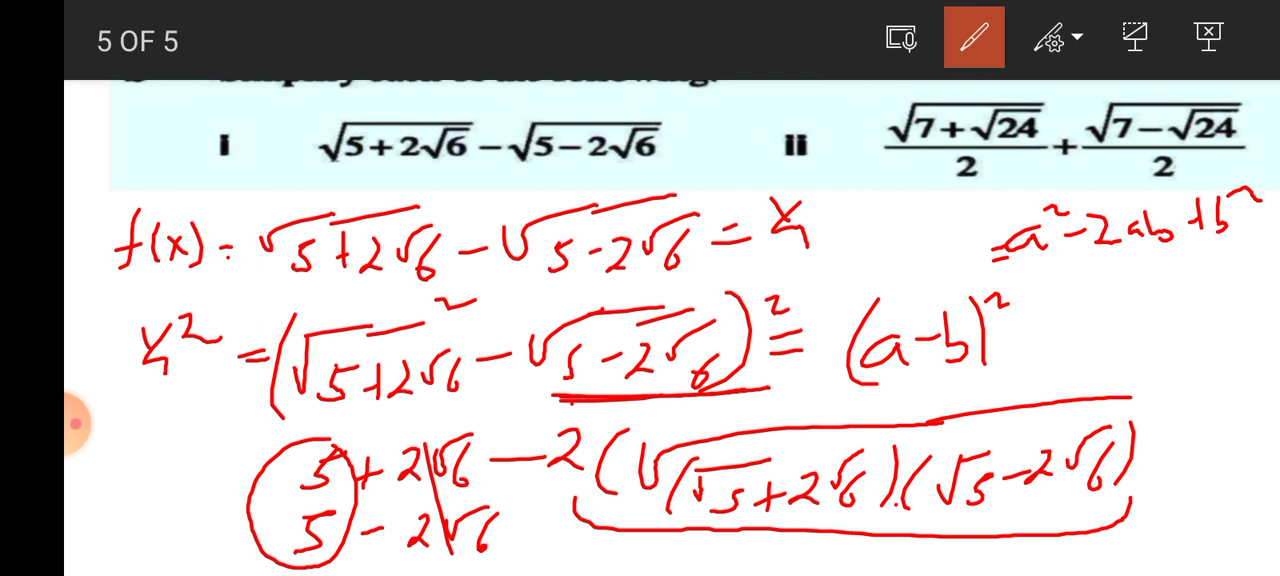 5 OF 5
i √(5+2√6) − √(5−2√6) ii √(7+√24)/2 + √(7−√24)/2
f(x) = √(5+2√6) − √(5−2√6) = x = a² − 2ab + b²
x² = (√(5+2√6) − √(5−2√6))² = (a−b)²
5 + 2√6 − 2(√(√5+2√6).(√5−2√6))
5 − 2√6